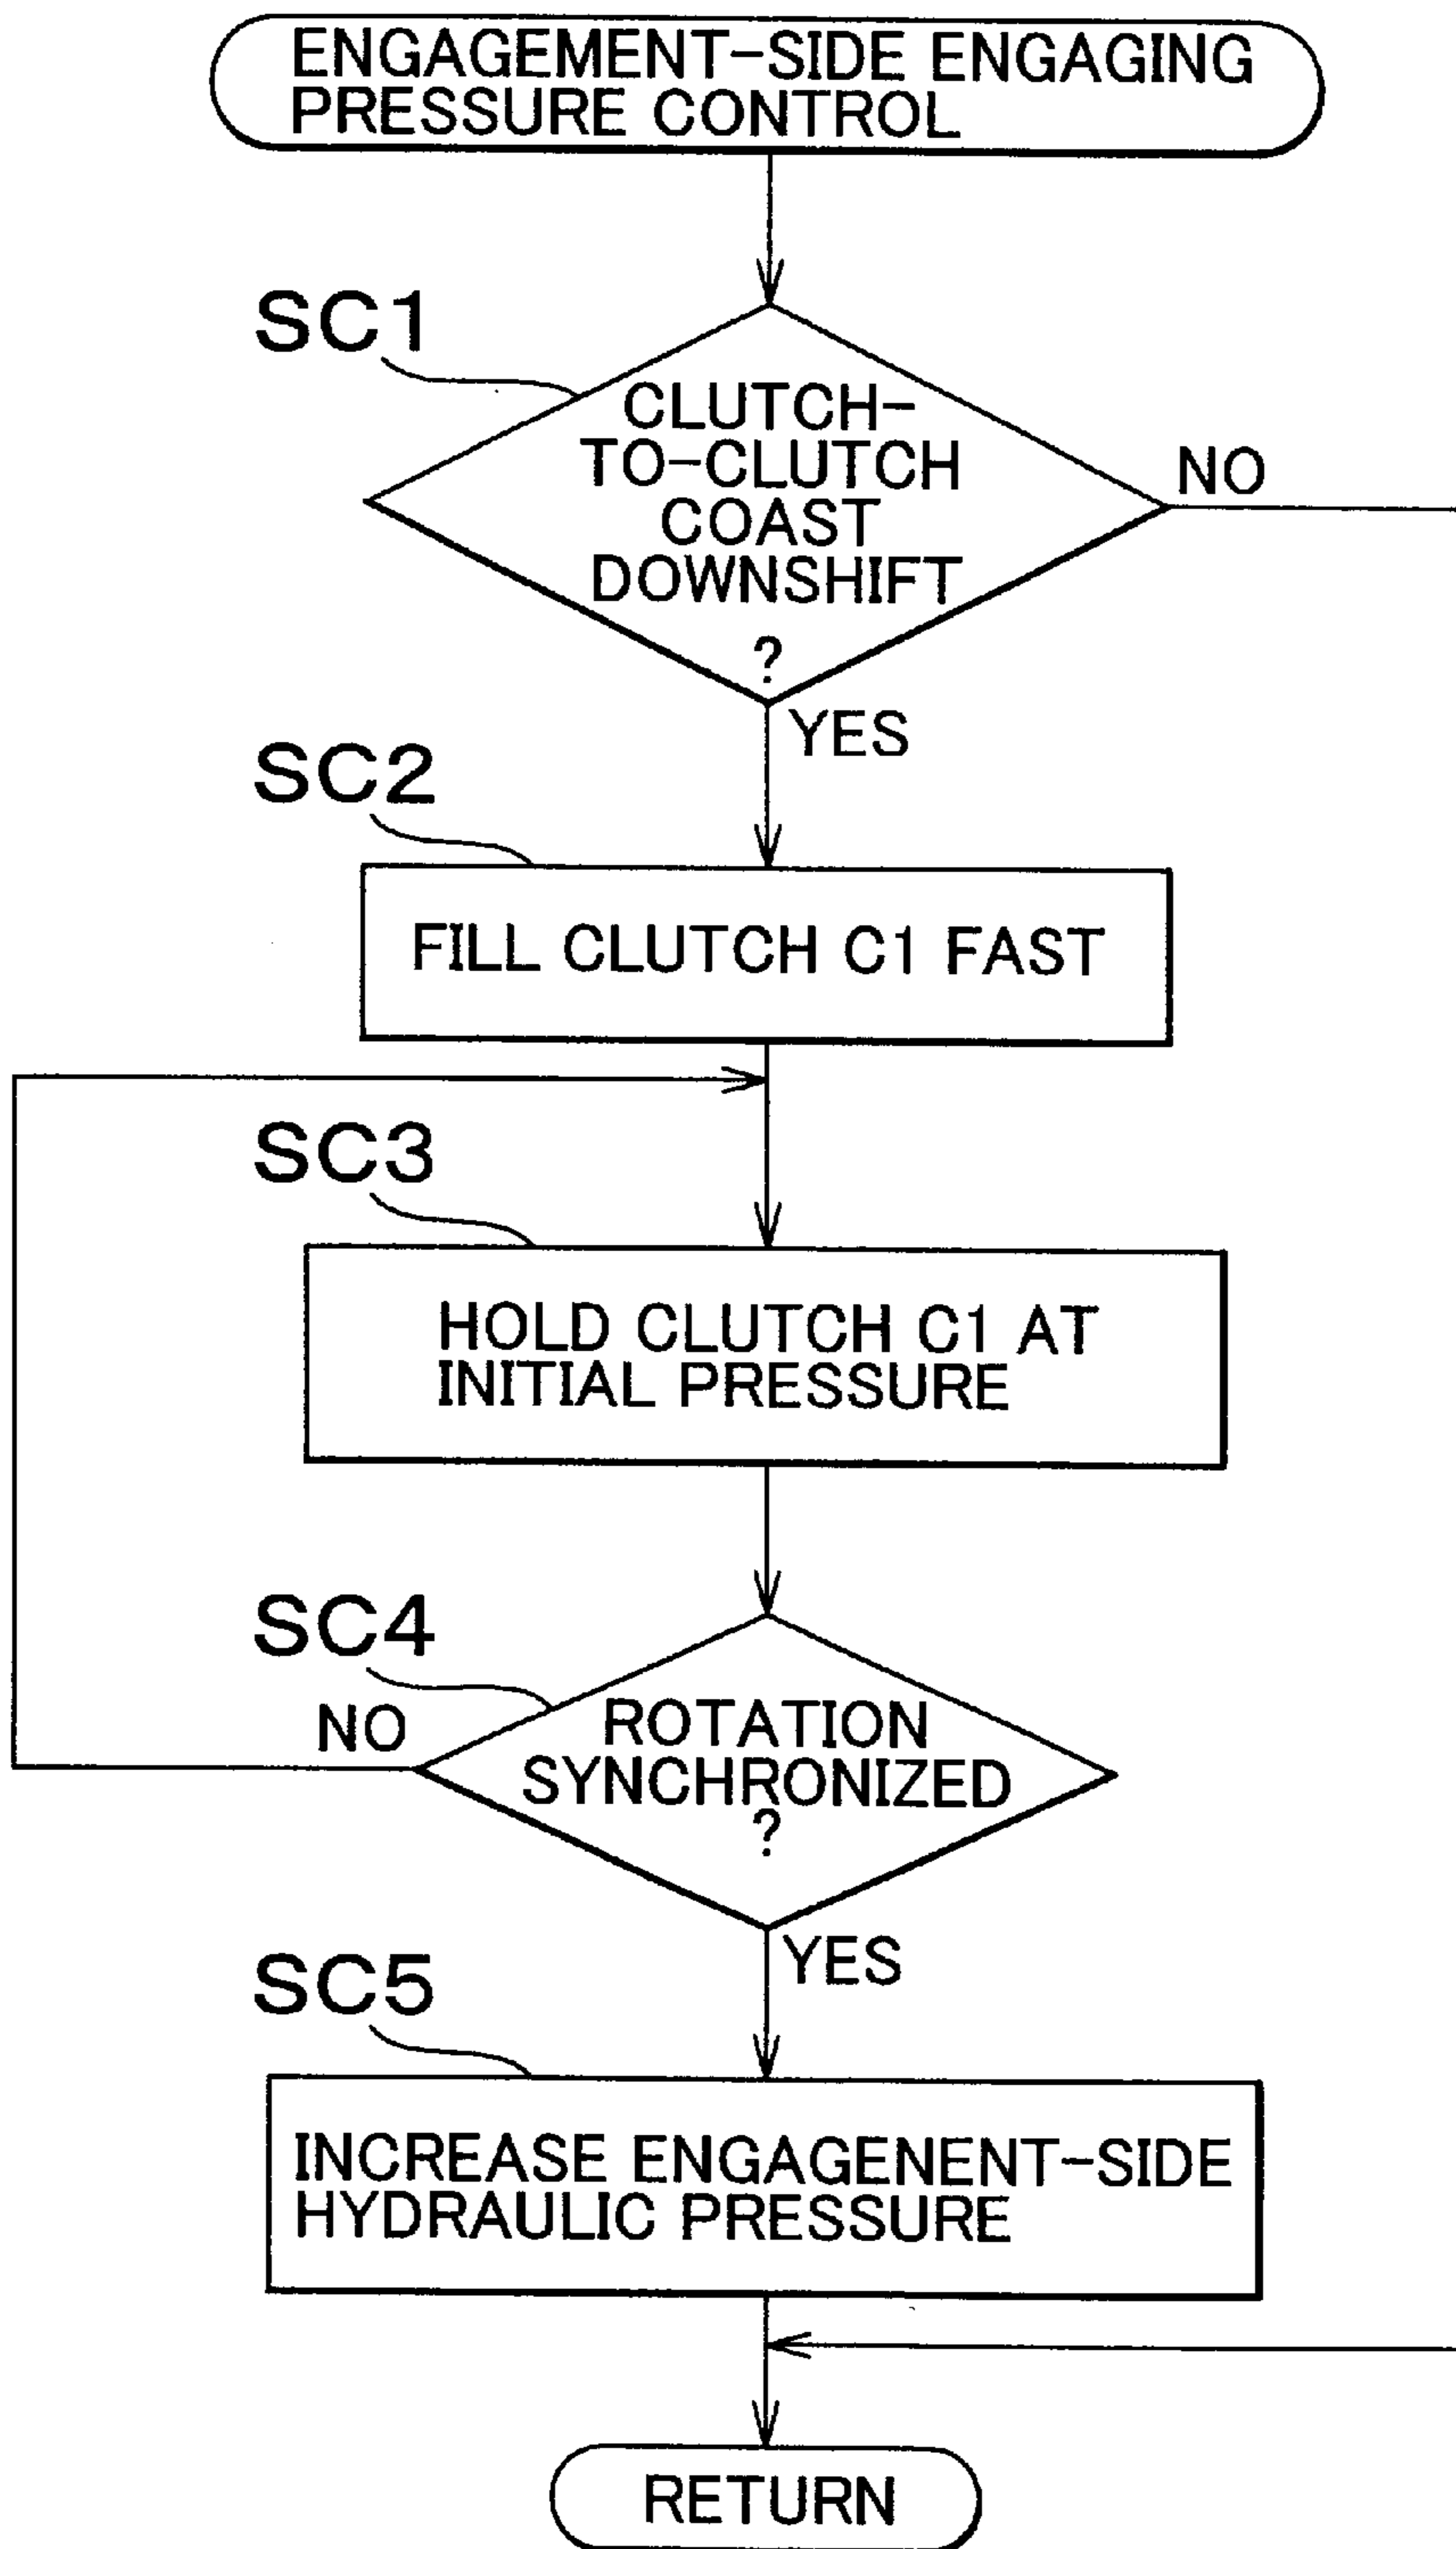 ENGAGEMENT-SIDE ENGAGING
PRESSURE CONTROL
SC1
CLUTCH-
TO-CLUTCH
COAST
DOWNSHIFT
?
NO
YES
SC2
FILL CLUTCH C1 FAST
SC3
HOLD CLUTCH C1 AT
INITIAL PRESSURE
SC4
NO
ROTATION
SYNCHRONIZED
?
YES
SC5
INCREASE ENGAGENENT-SIDE
HYDRAULIC PRESSURE
RETURN